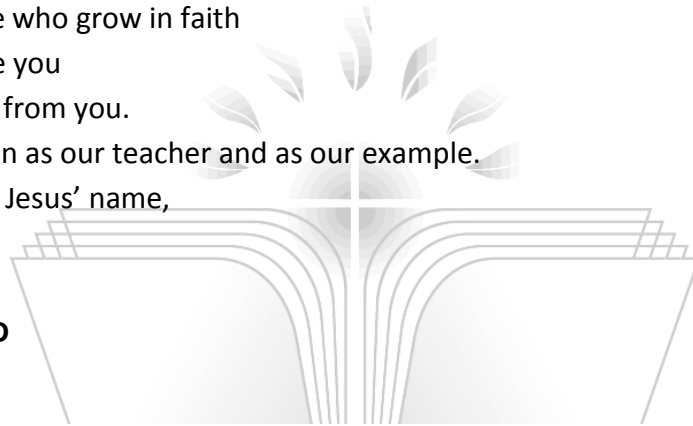 who grow in faith
you
from you.
as our teacher and as our example.
Jesus’ name,